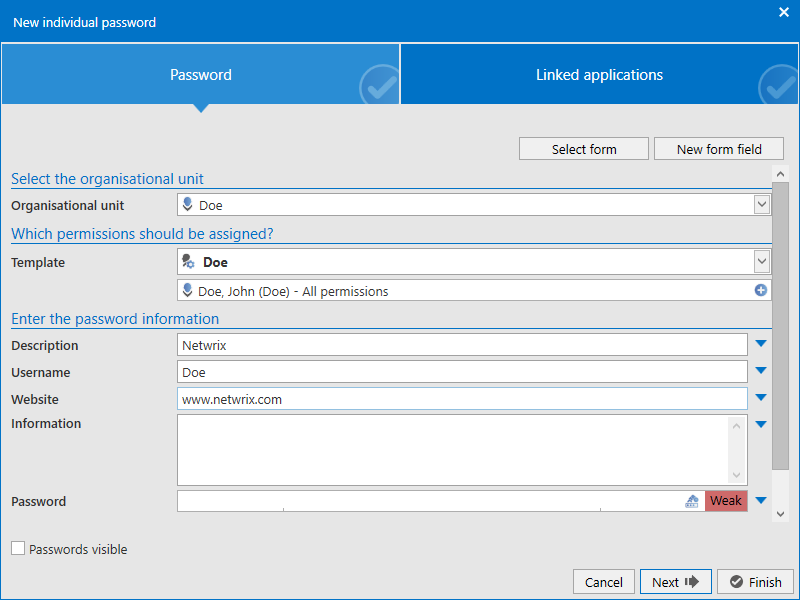 New individual password
Password
Linked applications
Select form
New form field
Select the organisational unit
Organisational unit
Doe
Which permissions should be assigned?
Template
Doe
Doe, John (Doe) - All permissions
Enter the password information
Description
Netwrix
Username
Doe
Website
www.netwrix.com
Information
Password
Weak
Passwords visible
Cancel
Next
Finish